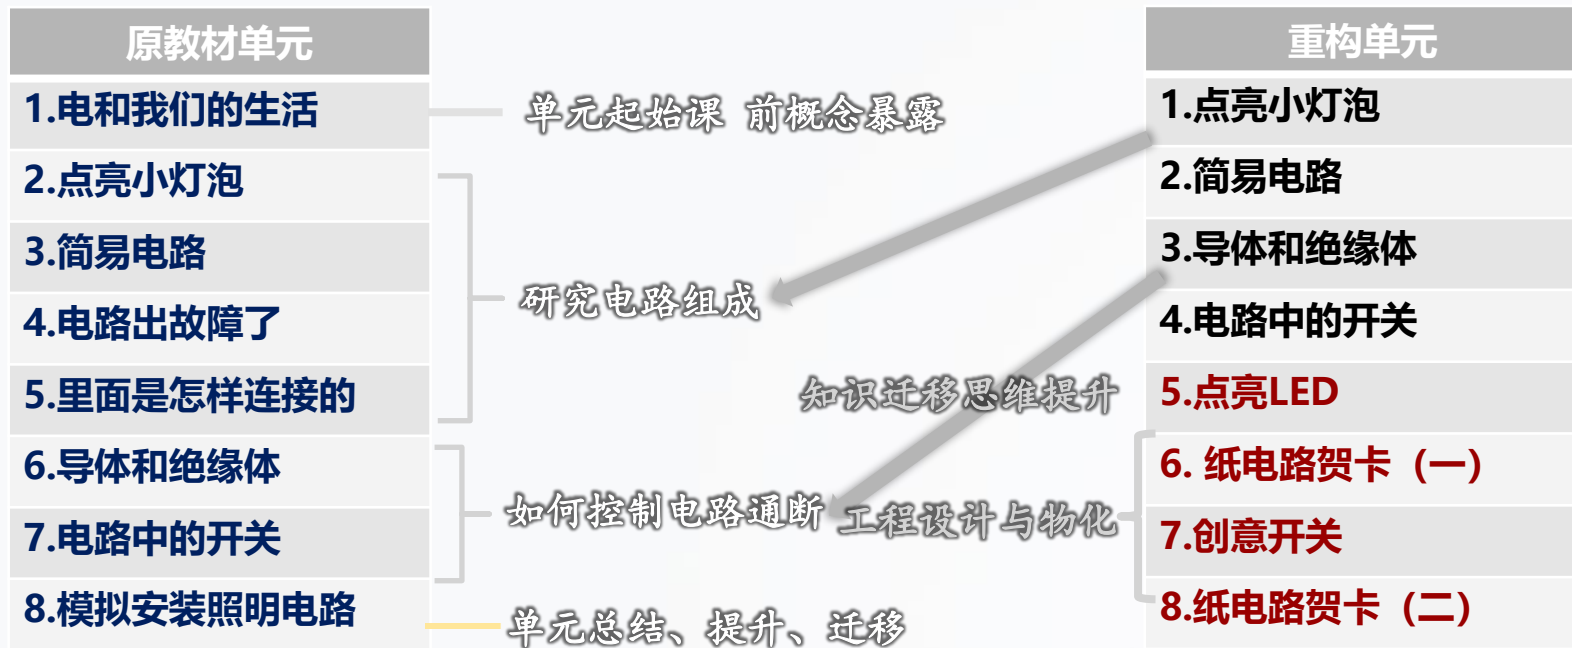 原教材单元
1.电和我们的生活
2.点亮小灯泡
3.简易电路
4.电路出故障了
5.里面是怎样连接的
6.导体和绝缘体
7.电路中的开关
8.模拟安装照明电路
单元起始课 前概念暴露
研究电路组成
如何控制电路通断
单元总结、提升、迁移
知识迁移思维提升
工程设计与物化
重构单元
1.点亮小灯泡
2.简易电路
3.导体和绝缘体
4.电路中的开关
5.点亮LED
6. 纸电路贺卡（一）
7.创意开关
8.纸电路贺卡（二）